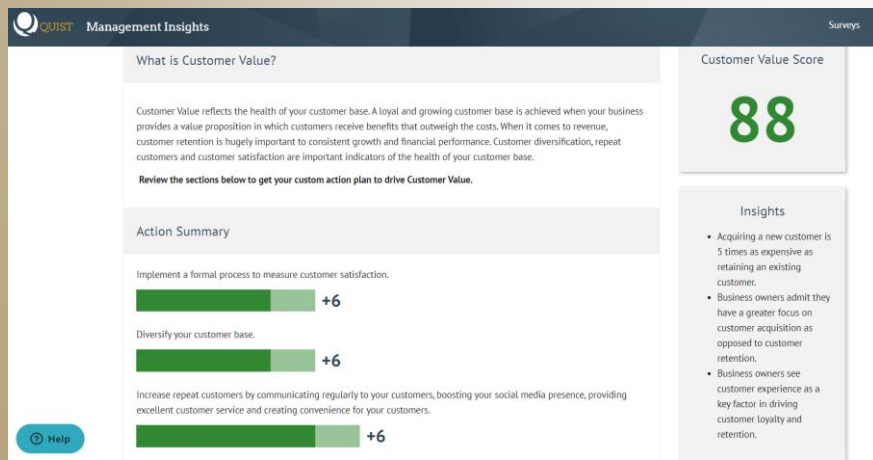 QUIST Management Insights
Surveys
What is Customer Value?
Customer Value reflects the health of your customer base. A loyal and growing customer base is achieved when your business
provides a value proposition in which customers receive benefits that outweigh the costs. When it comes to revenue,
customer retention is hugely important to consistent growth and financial performance. Customer diversification, repeat
customers and customer satisfaction are important indicators of the health of your customer base.
Review the sections below to get your custom action plan to drive Customer Value.
Action Summary
Implement a formal process to measure customer satisfaction.
+6
Diversify your customer base.
+6
Increase repeat customers by communicating regularly to your customers, boosting your social media presence, providing
excellent customer service and creating convenience for your customers.
+6
Help
Customer Value Score
88
Insights
• Acquiring a new customer is
5 times as expensive as
retaining an existing
customer.
• Business owners admit they
have a greater focus on
customer acquisition as
opposed to customer
retention.
• Business owners see
customer experience as a
key factor in driving
customer loyalty and
retention.